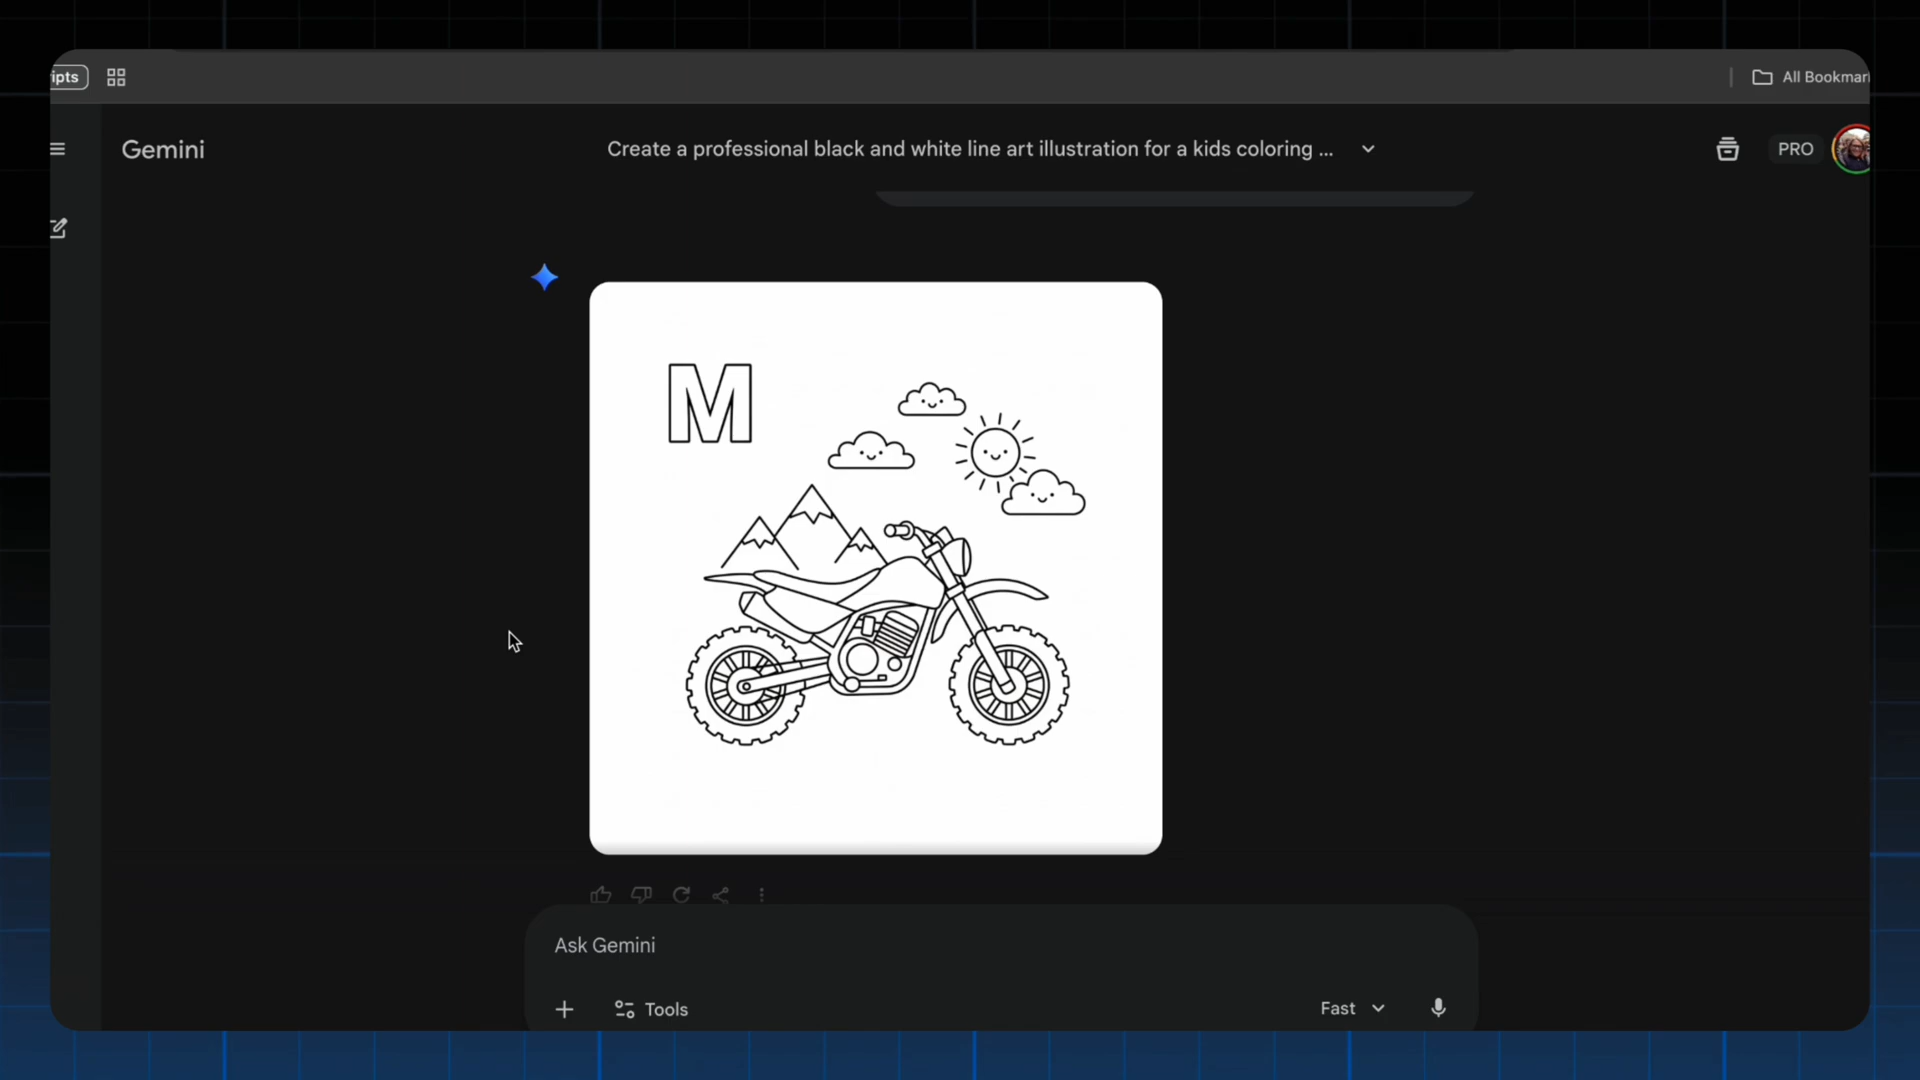 ipts
All Bookmar
Gemini
Create a professional black and white line art illustration for a kids coloring ...
PRO
M
Ask Gemini
Tools
Fast